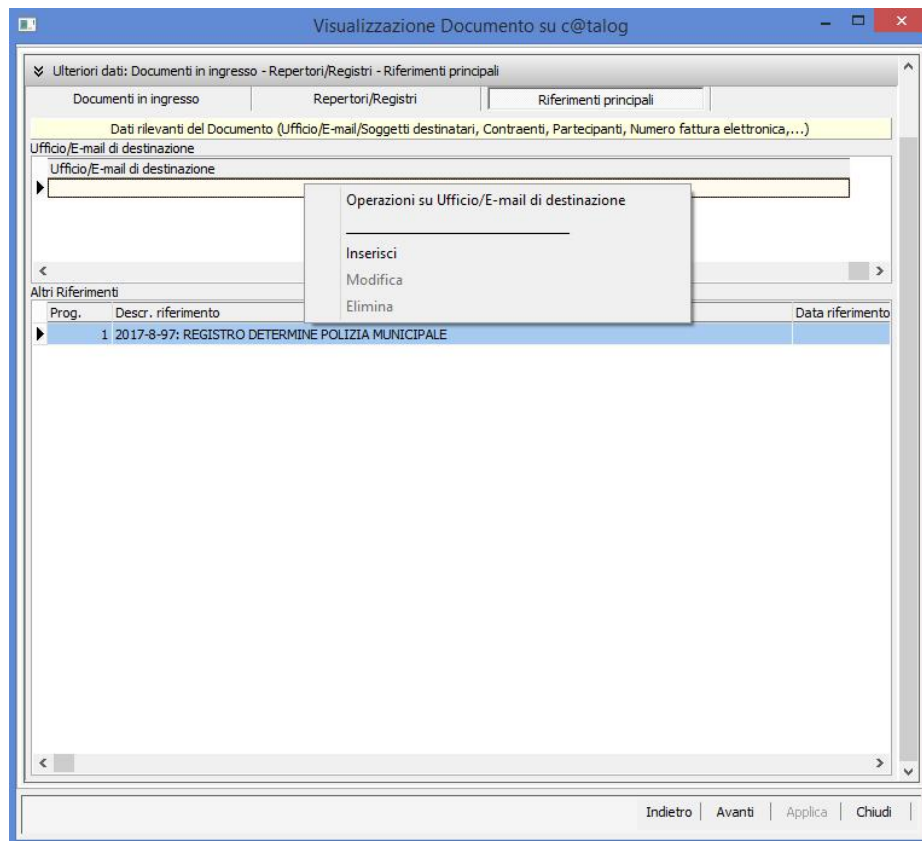 Visualizzazione Documento su c@talog
Ulteriori dati: Documenti in ingresso - Repertori/Registri - Riferimenti principali
Documenti in ingresso Repertori/Registri Riferimenti principali
Dati rilevanti del Documento (Ufficio/E-mail/Soggetti destinatari, Contraenti, Partecipanti, Numero fattura elettronica,...)
Ufficio/E-mail di destinazione
Ufficio/E-mail di destinazione
Operazioni su Ufficio/E-mail di destinazione
Inserisci
Modifica
Elimina
Altri Riferimenti
Prog. Descr. riferimento Data riferimento
1 2017-8-97: REGISTRO DETERMINE POLIZIA MUNICIPALE
Indietro Avanti Applica Chiudi